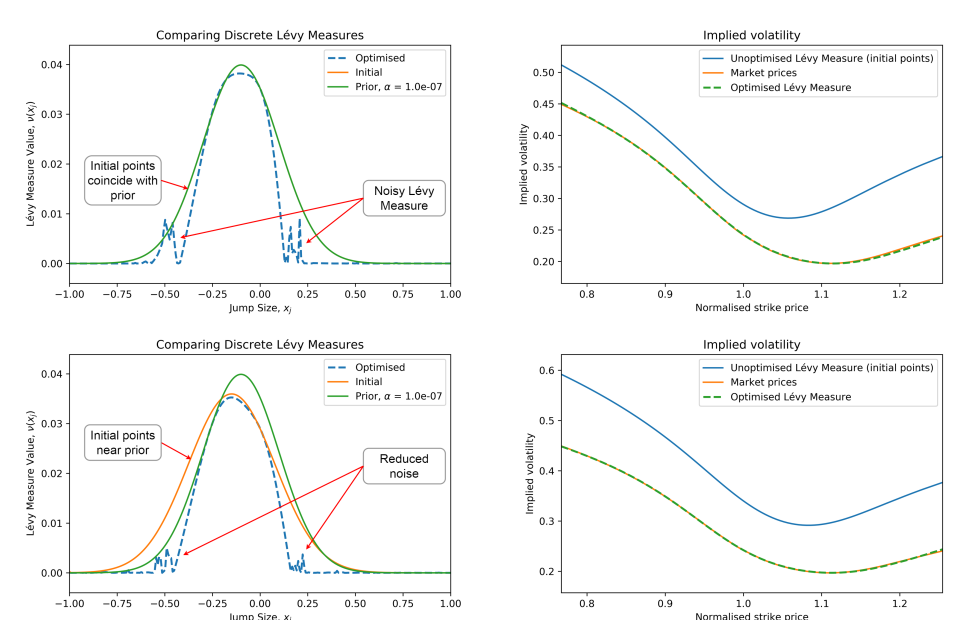 Comparing Discrete Lévy Measures
Lévy Measure Value, ν(xj)
0.04
0.03
0.02
0.01
0.00
Optimised
Initial
Prior, α = 1.0e-07
Initial points
coincide with
prior
Noisy Lévy
Measure
−1.00 −0.75 −0.50 −0.25 0.00 0.25 0.50 0.75 1.00
Jump Size, xj
Implied volatility
Implied volatility
0.50
0.45
0.40
0.35
0.30
0.25
0.20
Unoptimised Lévy Measure (initial points)
Market prices
Optimised Lévy Measure
0.8 0.9 1.0 1.1 1.2
Normalised strike price
Comparing Discrete Lévy Measures
Lévy Measure Value, ν(xj)
0.04
0.03
0.02
0.01
0.00
Optimised
Initial
Prior, α = 1.0e-07
Initial points
near prior
Reduced
noise
−1.00 −0.75 −0.50 −0.25 0.00 0.25 0.50 0.75 1.00
Jump Size, xj
Implied volatility
Implied volatility
0.6
0.5
0.4
0.3
0.2
Unoptimised Lévy Measure (initial points)
Market prices
Optimised Lévy Measure
0.8 0.9 1.0 1.1 1.2
Normalised strike price